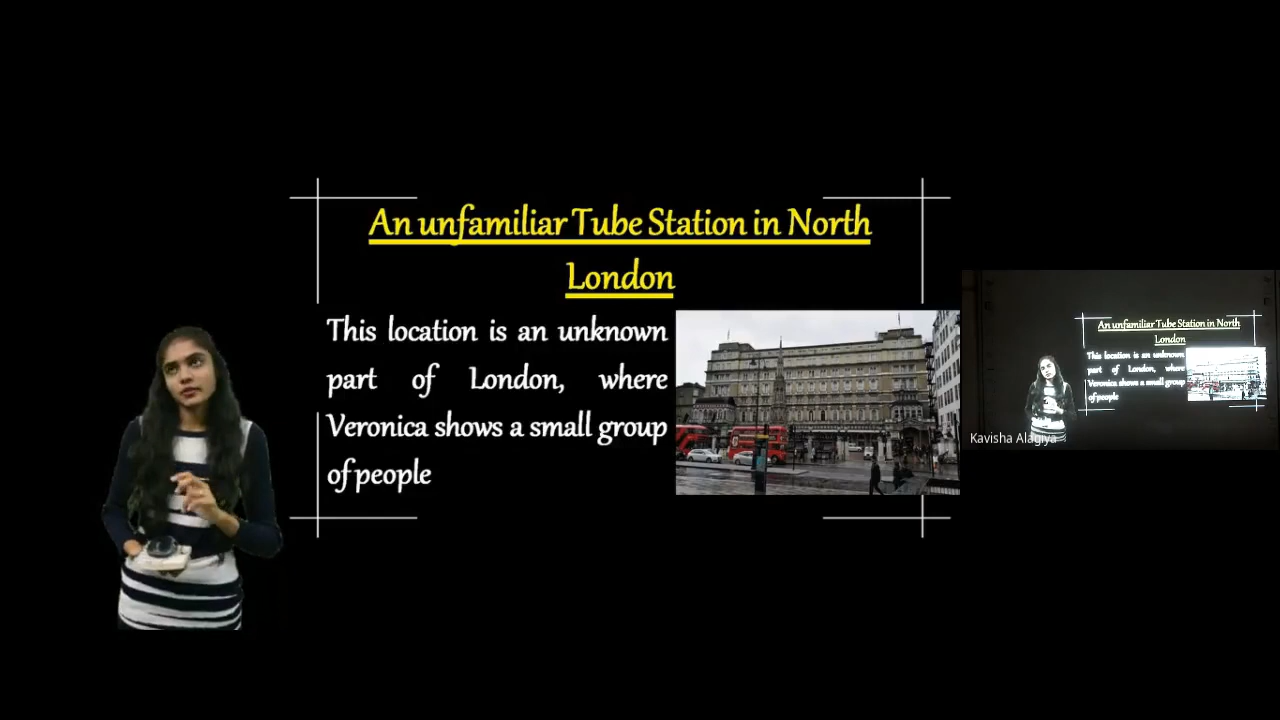 An unfamiliar Tube Station in North
London
This location is an unknown
part of London, where
Veronica shows a small group
of people
An unfamiliar Tube Station in North
London
This location is an unknown
part of London, where
Veronica shows a small group
of people
Kavisha Alagiya